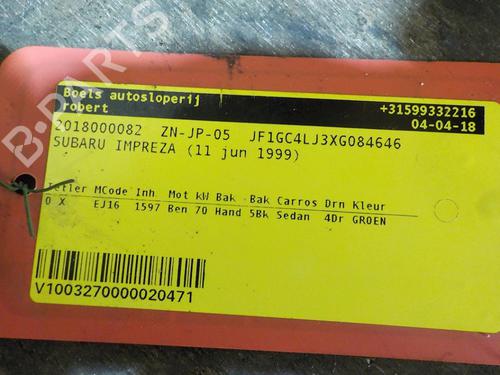 Boels autosloperij +31599332216
robert 04-04-18
2018000082 ZN-JP-05 JF1GC4LJ3XG084646
SUBARU IMPREZA (11 jun 1999)
Teller MCode Inh. Mot kW Bak Bak Carros Drn Kleur
0 X EJ16 1597 Ben 70 Hand 5Bk Sedan 4Dr GROEN
V1003270000020471
B-PARTS